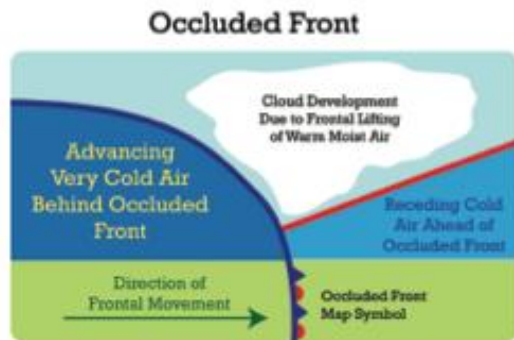 Occluded Front
Cloud Development
Due to Frontal Lifting
of Warm Moist Air
Advancing
Very Cold Air
Behind Occluded
Front
Receding Cold
Air Ahead of
Occluded Front
Direction of
Frontal Movement
Occluded Front
Map Symbol